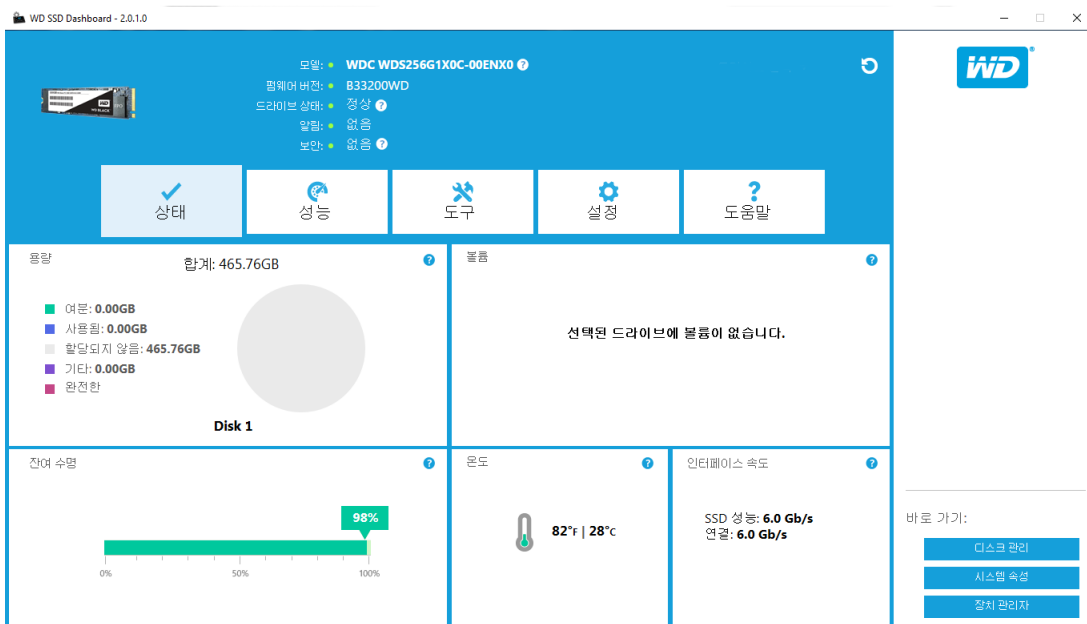 WD SSD Dashboard - 2.0.1.0
모델: WDC WDS256G1X0C-00ENX0 ?
펌웨어 버전: B33200WD
드라이브 상태: 정상 ?
알림: 없음
보안: 없음 ?
WD
상태
성능
도구
설정
도움말
용량
합계: 465.76GB
여분: 0.00GB
사용됨: 0.00GB
할당되지 않음: 465.76GB
기타: 0.00GB
완전한
Disk 1
볼륨
선택된 드라이브에 볼륨이 없습니다.
잔여 수명
98%
0% 50% 100%
온도
82°F | 28°C
인터페이스 속도
SSD 성능: 6.0 Gb/s
연결: 6.0 Gb/s
바로 가기:
디스크 관리
시스템 속성
장치 관리자